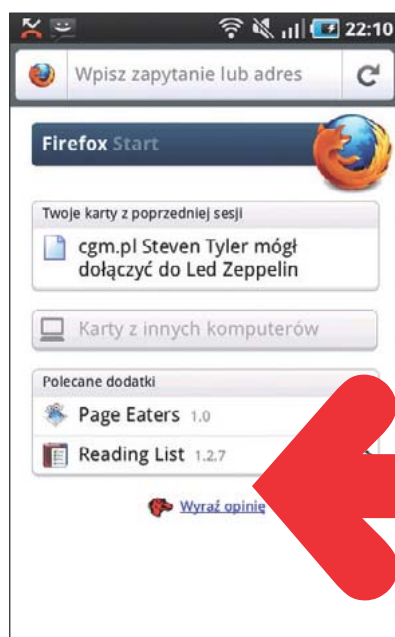 22:10
Wpisz zapytanie lub adres
Firefox Start
Twoje karty z poprzedniej sesji
cgm.pl Steven Tyler mógł
dołączyć do Led Zeppelin
Karty z innych komputerów
Polecane dodatki
Page Eaters 1.0
Reading List 1.2.7
Wyraź opinię